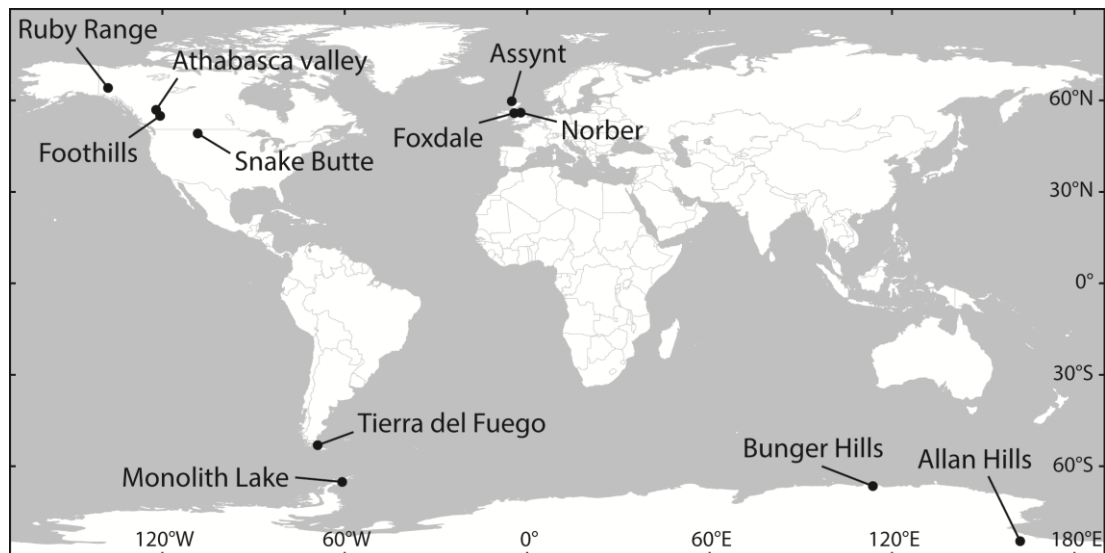 Ruby Range
Athabasca valley
Assynt
60°N
Foothills
Snake Butte
Foxdale
Norber
30°N
0°
30°S
Tierra del Fuego
Monolith Lake
Bunger Hills
Allan Hills
60°S
120°W
60°W
0°
60°E
120°E
180°E